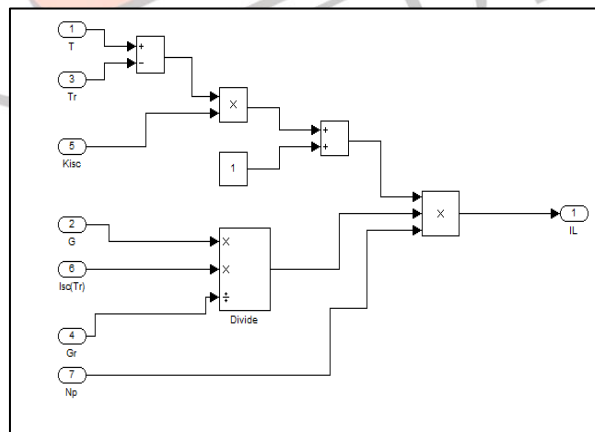 1
T
+
−
3
Tr
×
5
Kisc
+
+
1
×
1
IL
2
G
×
6
Isc(Tr)
×
÷
Divide
4
Gr
7
Np